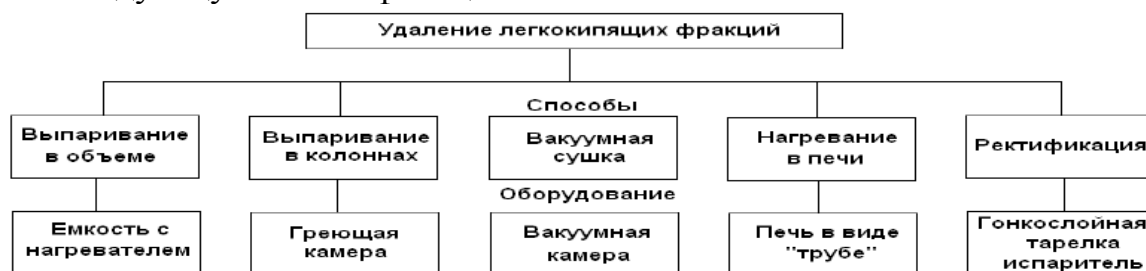 Удаление легкокипящих фракций
Способы
Выпаривание
в объеме
Выпаривание
в колоннах
Вакуумная
сушка
Нагревание
в печи
Ректификация
Оборудование
Емкость с
нагревателем
Греющая
камера
Вакуумная
камера
Печь в виде
"трубе"
Гонкослойная
тарелка
испаритель